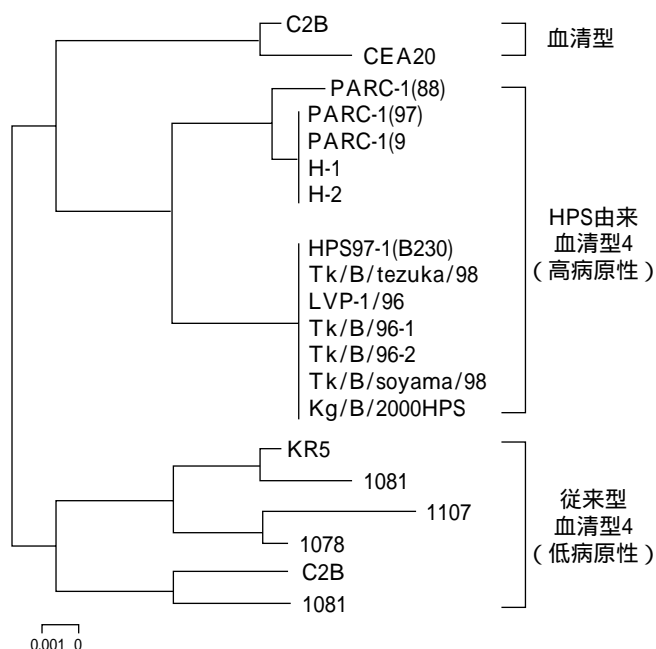 C2B
CEA20
血清型
PARC-1(88)
PARC-1(97)
PARC-1(9
H-1
H-2
HPS97-1(B230)
Tk/B/tezuka/98
LVP-1/96
Tk/B/96-1
Tk/B/96-2
Tk/B/soyama/98
Kg/B/2000HPS
HPS由来
血清型4
(高病原性)
KR5
1081
1107
1078
C2B
1081
従来型
血清型4
(低病原性)
0.001 0